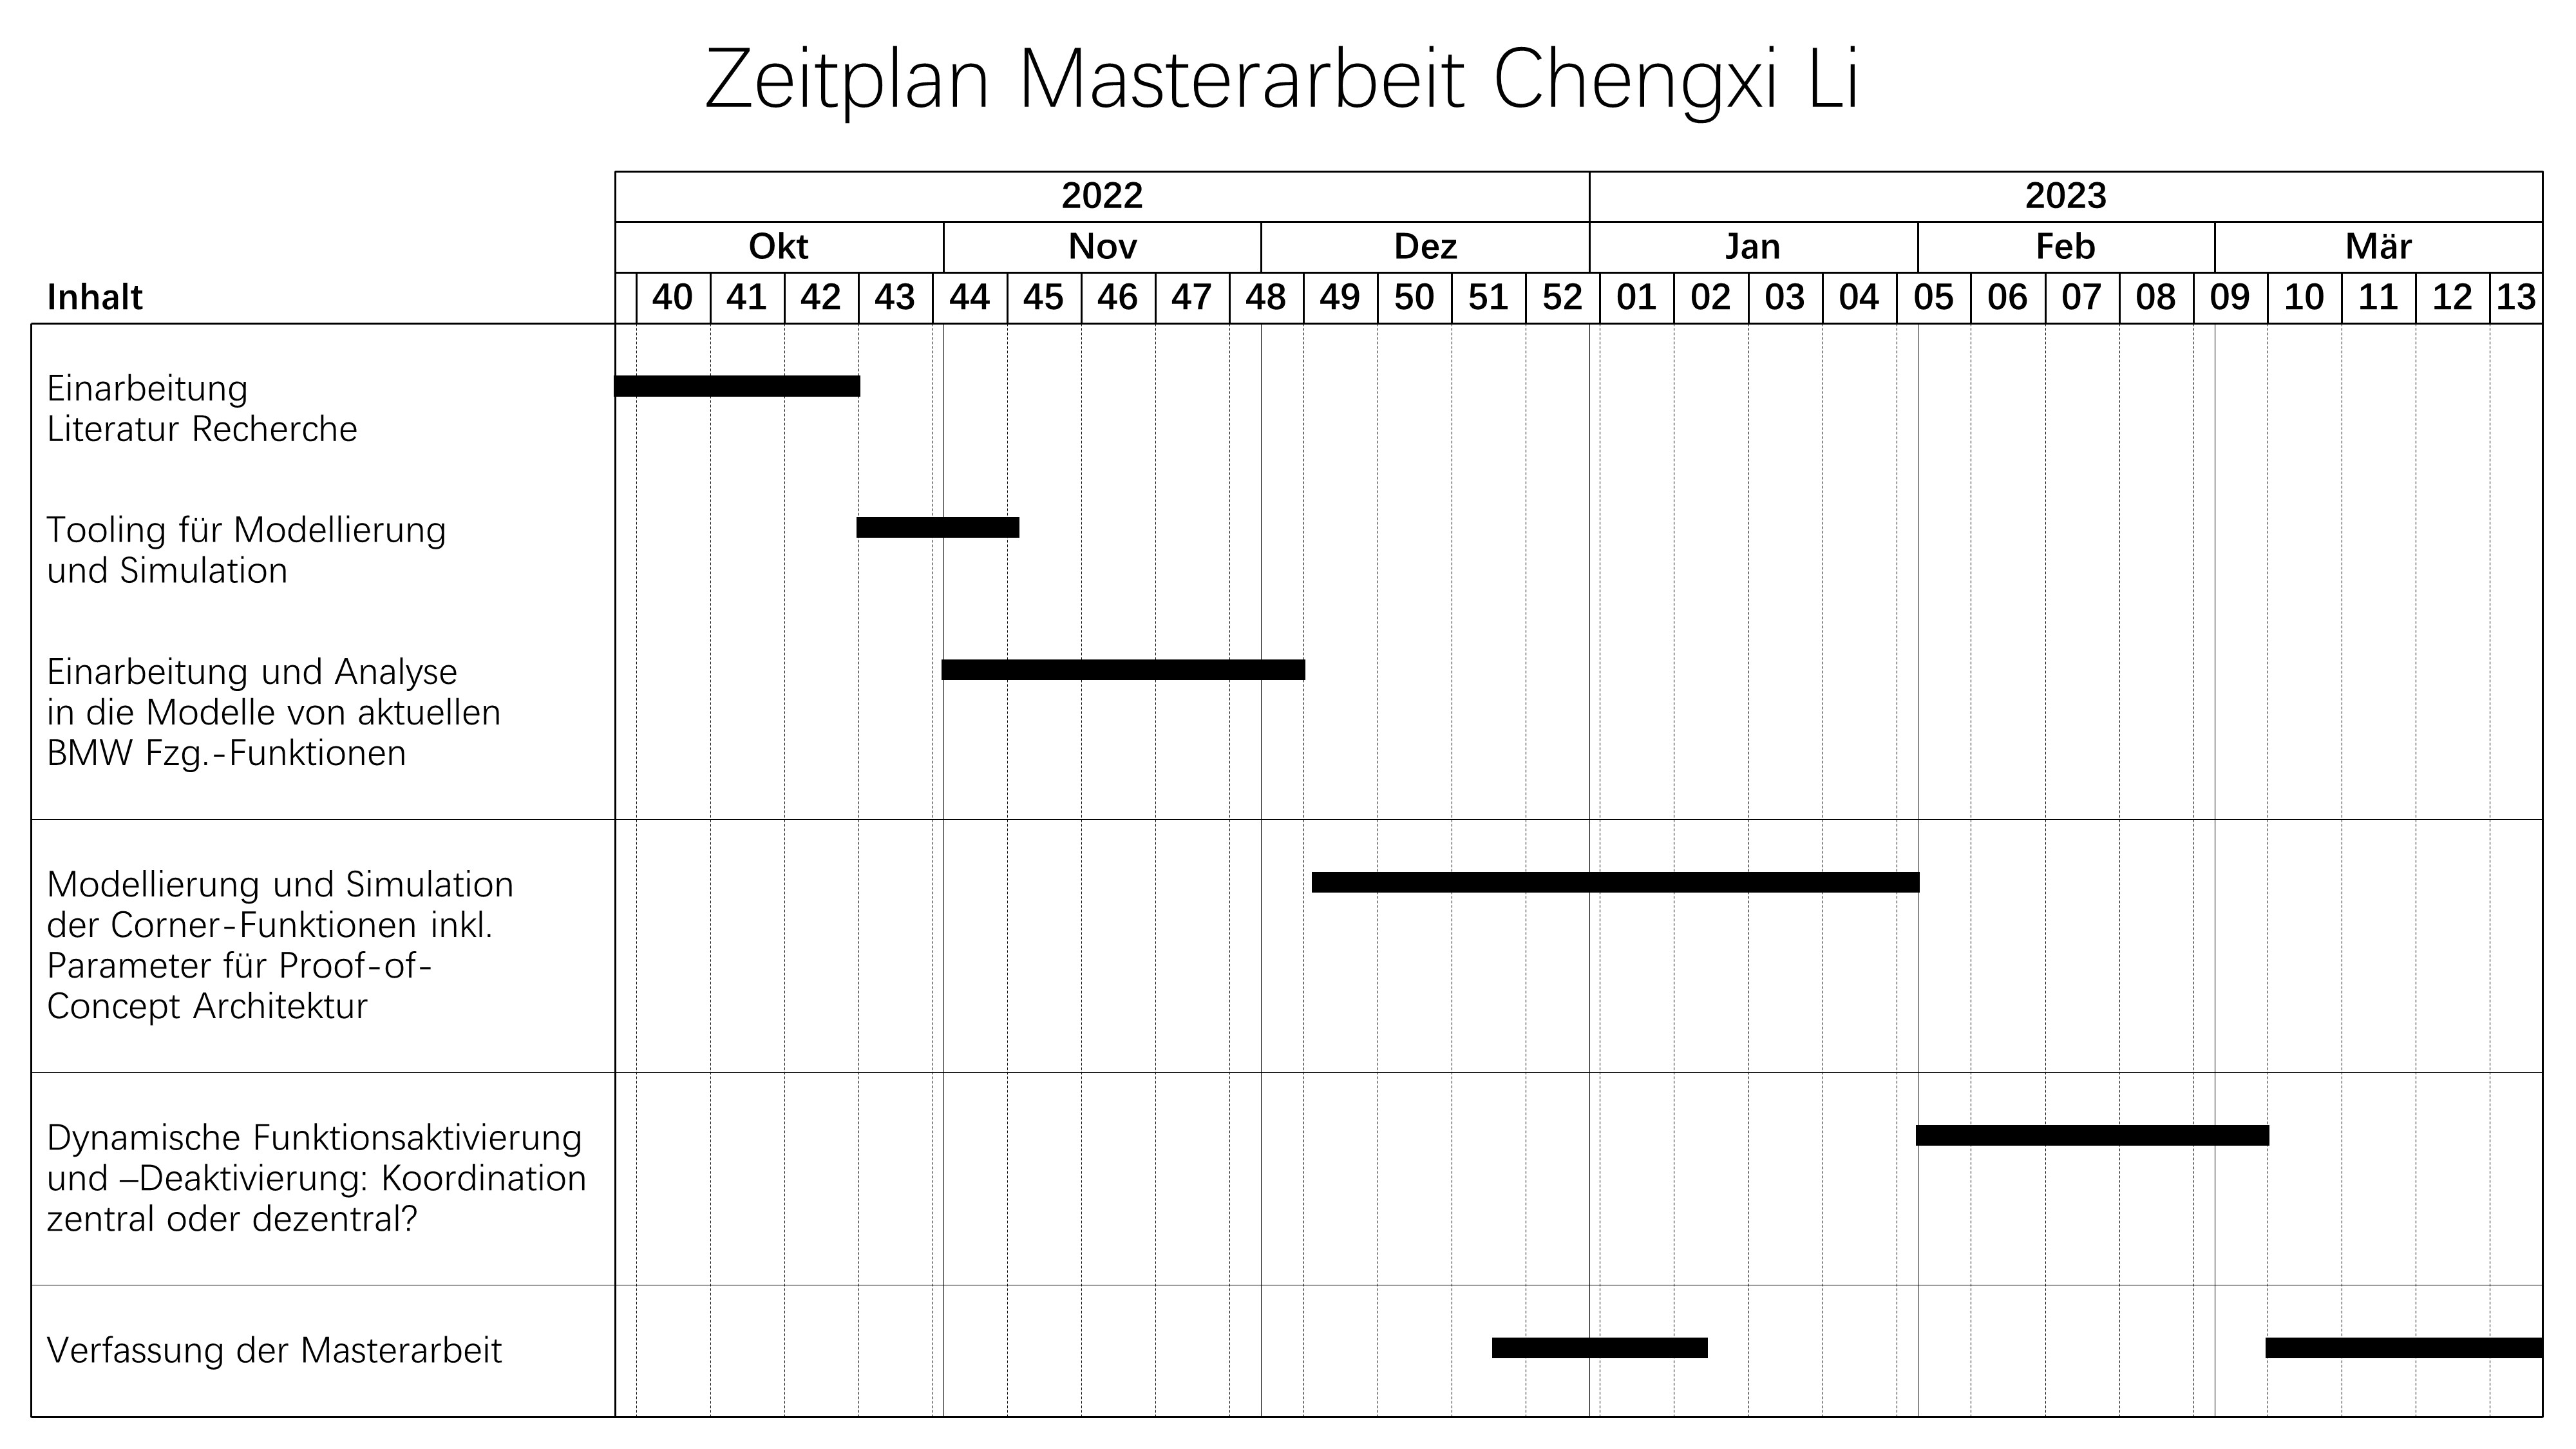 Zeitplan Masterarbeit Chengxi Li
2022 2023
Okt Nov Dez Jan Feb Mär
Inhalt 40 41 42 43 44 45 46 47 48 49 50 51 52 01 02 03 04 05 06 07 08 09 10 11 12 13
Einarbeitung
Literatur Recherche
Tooling für Modellierung
und Simulation
Einarbeitung und Analyse
in die Modelle von aktuellen
BMW Fzg.-Funktionen
Modellierung und Simulation
der Corner-Funktionen inkl.
Parameter für Proof-of-
Concept Architektur
Dynamische Funktionsaktivierung
und –Deaktivierung: Koordination
zentral oder dezentral?
Verfassung der Masterarbeit